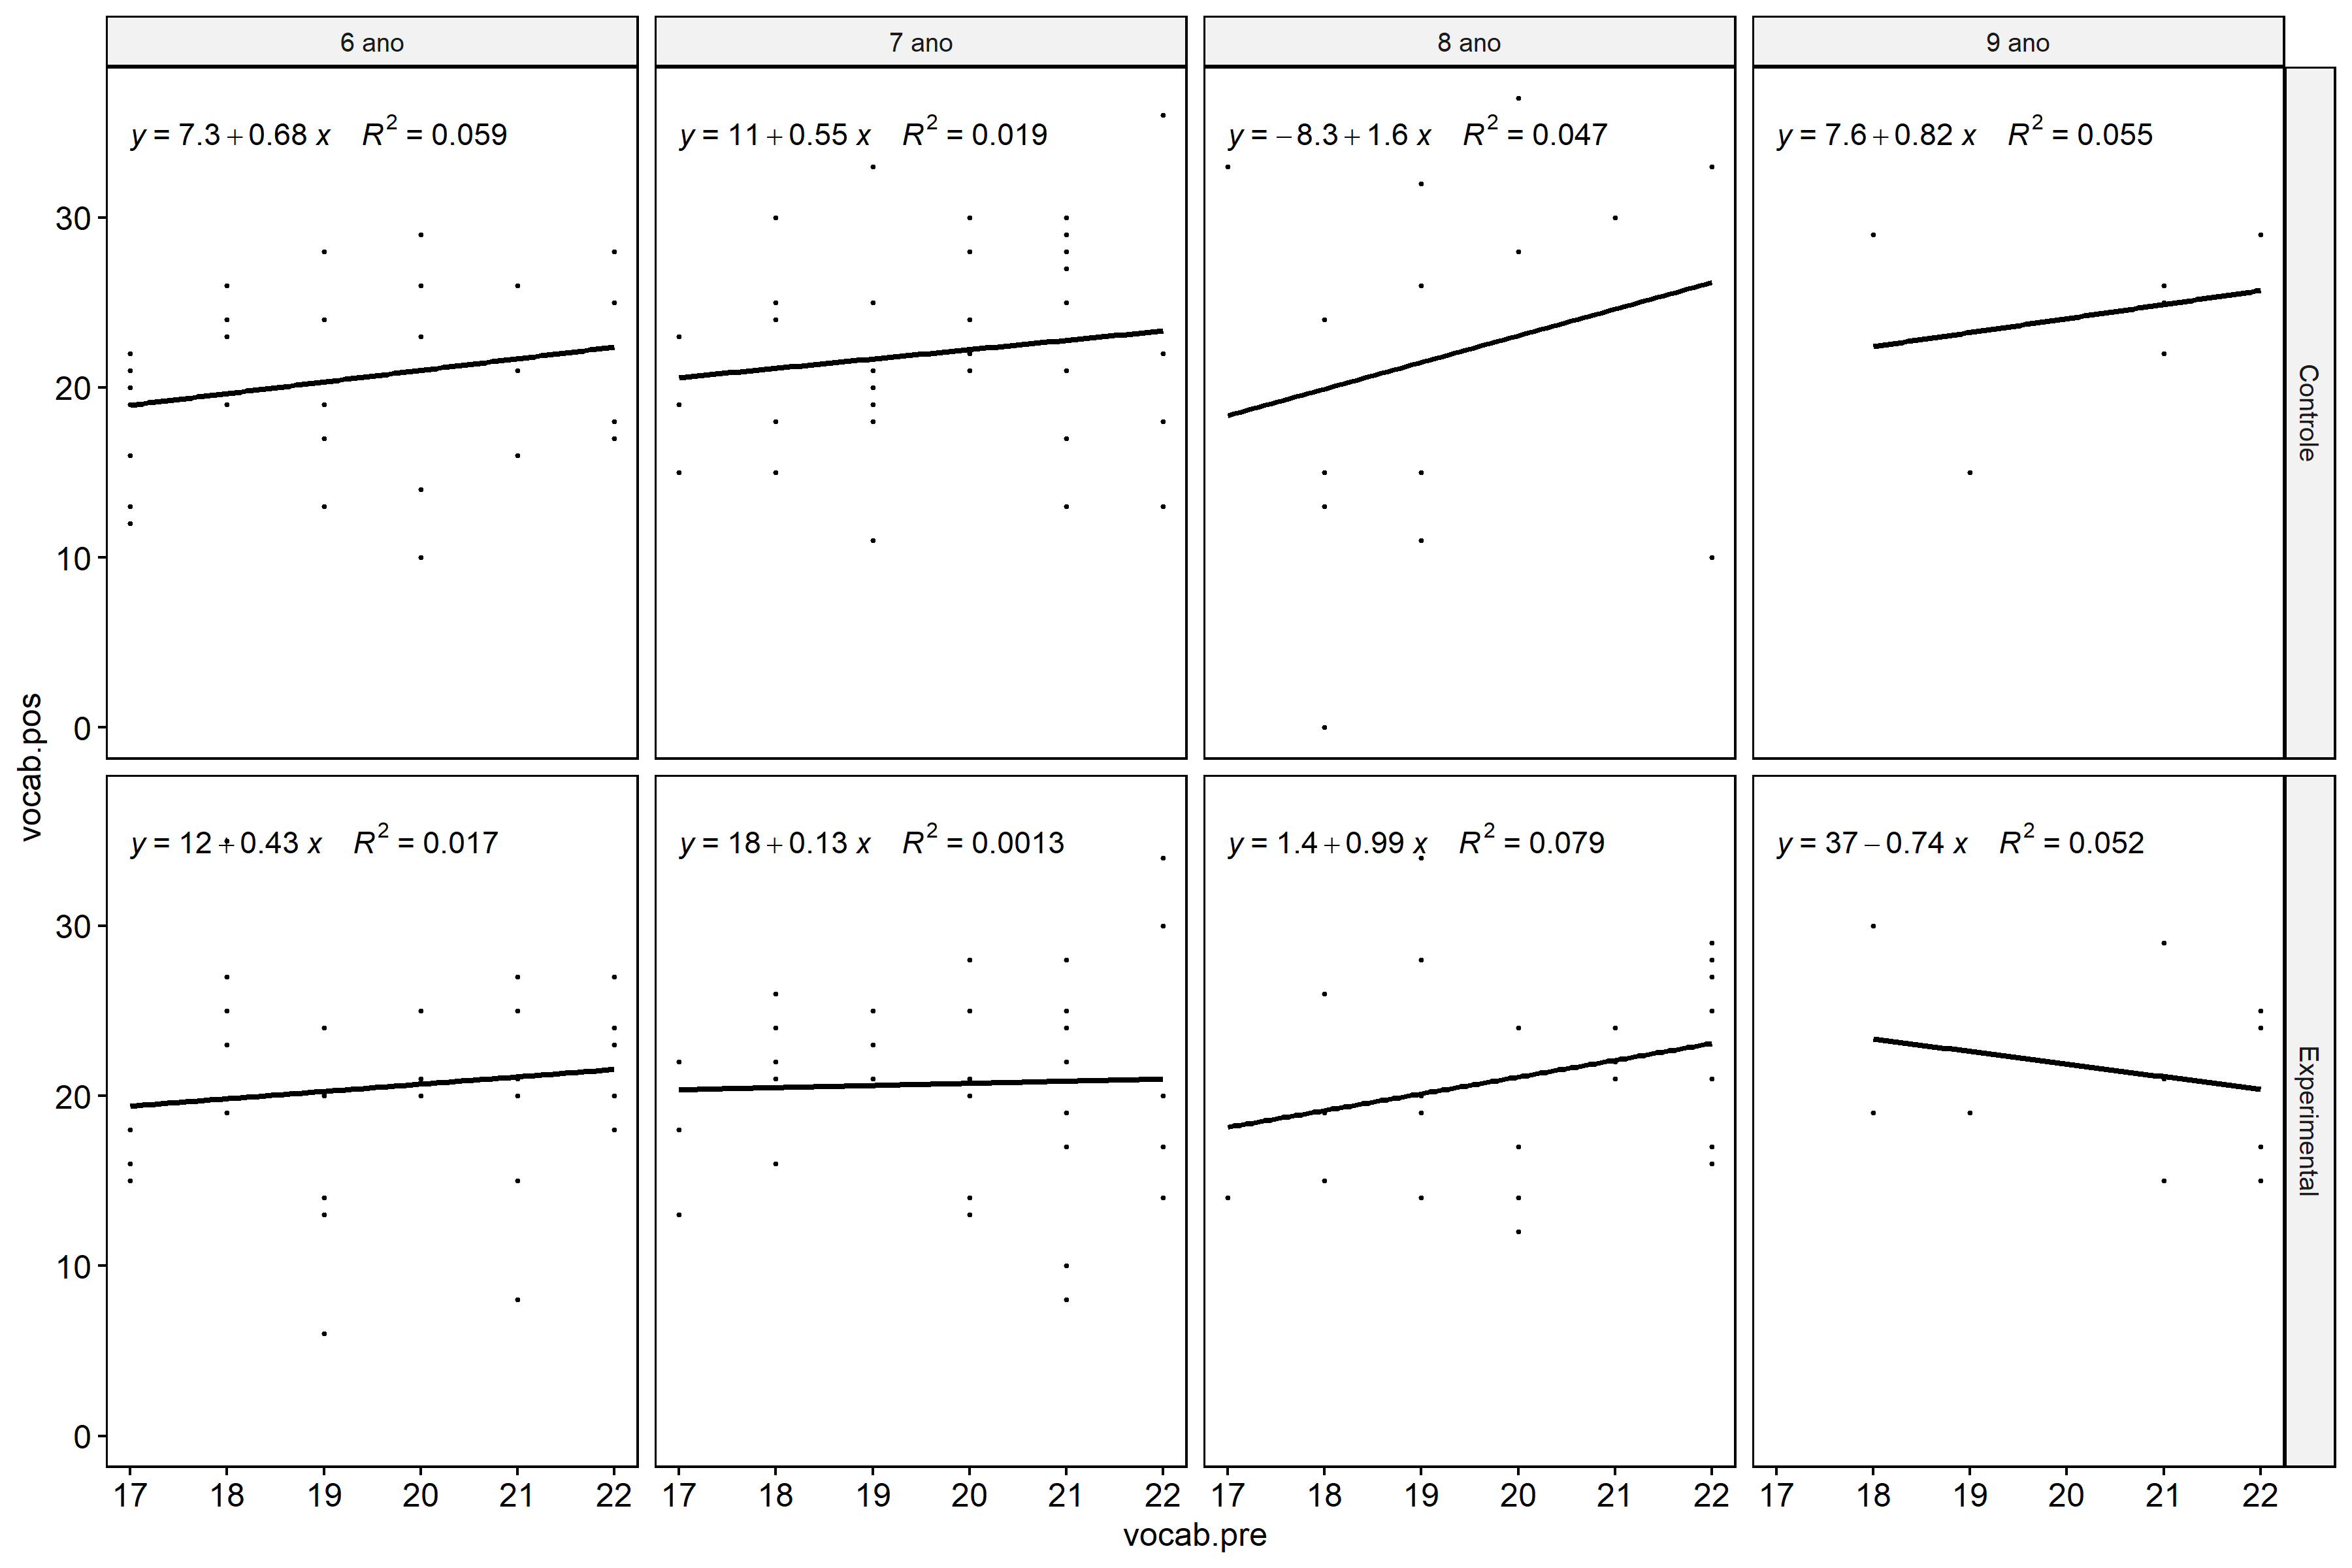 6 ano
7 ano
8 ano
9 ano
y = 7.3 + 0.68 x R² = 0.059
y = 11 + 0.55 x R² = 0.019
y = −8.3 + 1.6 x R² = 0.047
y = 7.6 + 0.82 x R² = 0.055
30
20
10
0
Controle
vocab.pos
y = 12 + 0.43 x R² = 0.017
y = 18 + 0.13 x R² = 0.0013
y = 1.4 + 0.99 x R² = 0.079
y = 37 − 0.74 x R² = 0.052
30
20
10
0
Experimental
17 18 19 20 21 22
17 18 19 20 21 22
17 18 19 20 21 22
17 18 19 20 21 22
vocab.pre